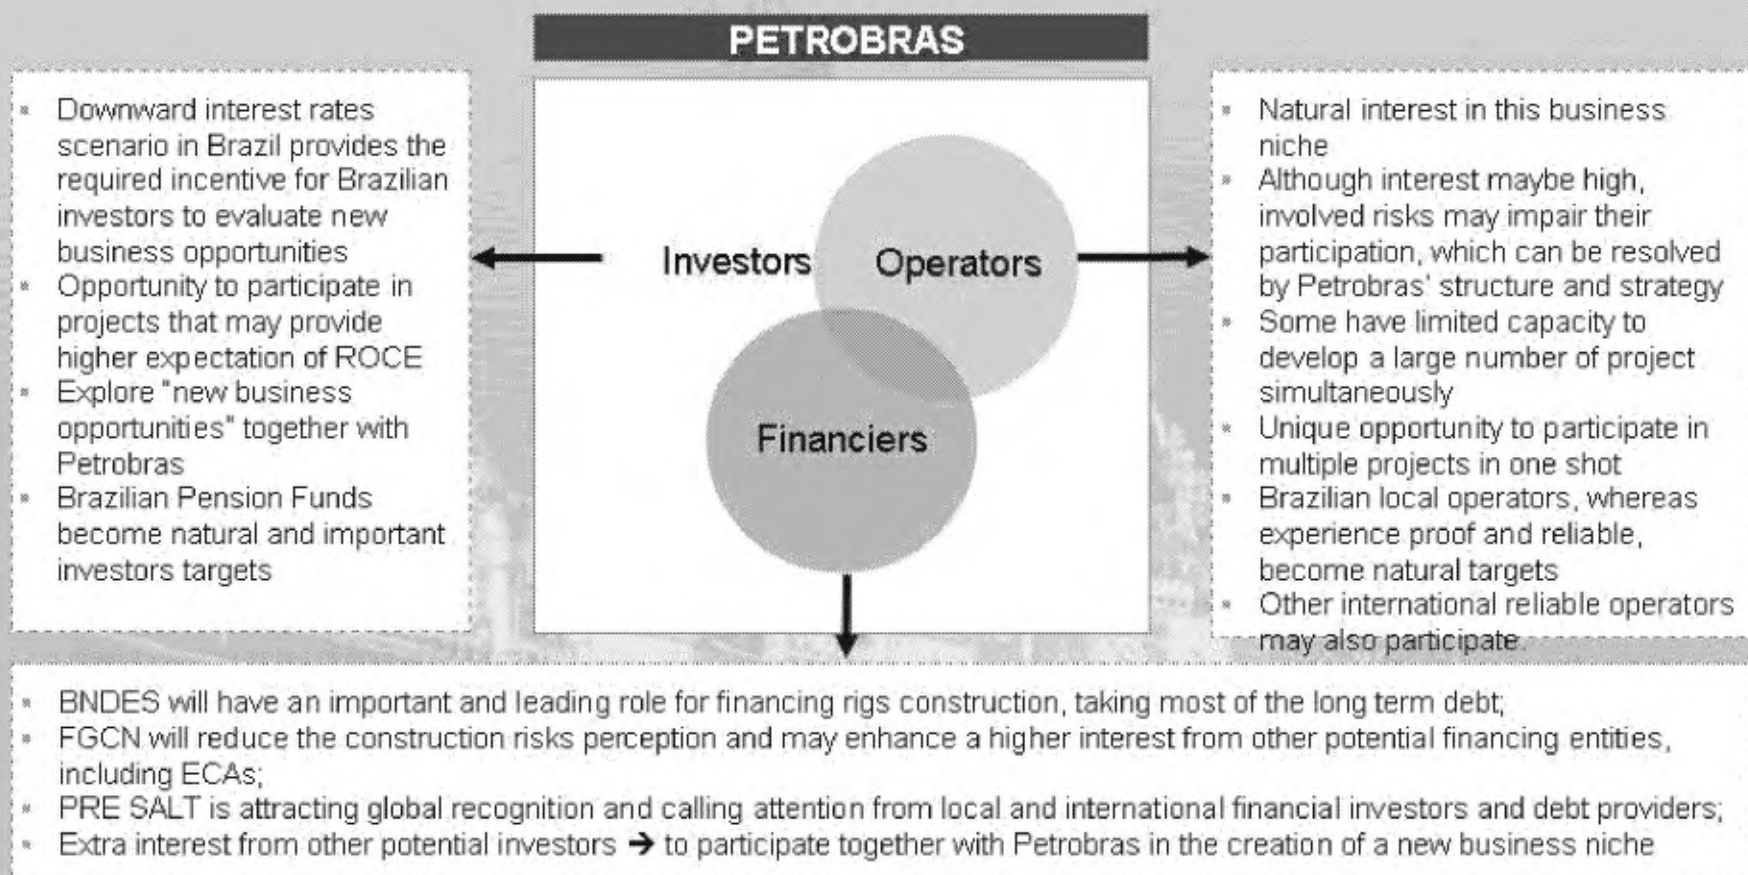 PETROBRAS
▪ Downward interest rates
scenario in Brazil provides the
required incentive for Brazilian
investors to evaluate new
business opportunities
▪ Opportunity to participate in
projects that may provide
higher expectation of ROCE
▪ Explore "new business
opportunities" together with
Petrobras
▪ Brazilian Pension Funds
become natural and important
investors targets
Investors
Operators
Financiers
▪ Natural interest in this business
niche
▪ Although interest maybe high,
involved risks may impair their
participation, which can be resolved
by Petrobras' structure and strategy
▪ Some have limited capacity to
develop a large number of project
simultaneously
▪ Unique opportunity to participate in
multiple projects in one shot
▪ Brazilian local operators, whereas
experience proof and reliable,
become natural targets
▪ Other international reliable operators
may also participate.
▪ BNDES will have an important and leading role for financing rigs construction, taking most of the long term debt;
▪ FGCN will reduce the construction risks perception and may enhance a higher interest from other potential financing entities,
including ECAs;
▪ PRE SALT is attracting global recognition and calling attention from local and international financial investors and debt providers;
▪ Extra interest from other potential investors ➔ to participate together with Petrobras in the creation of a new business niche